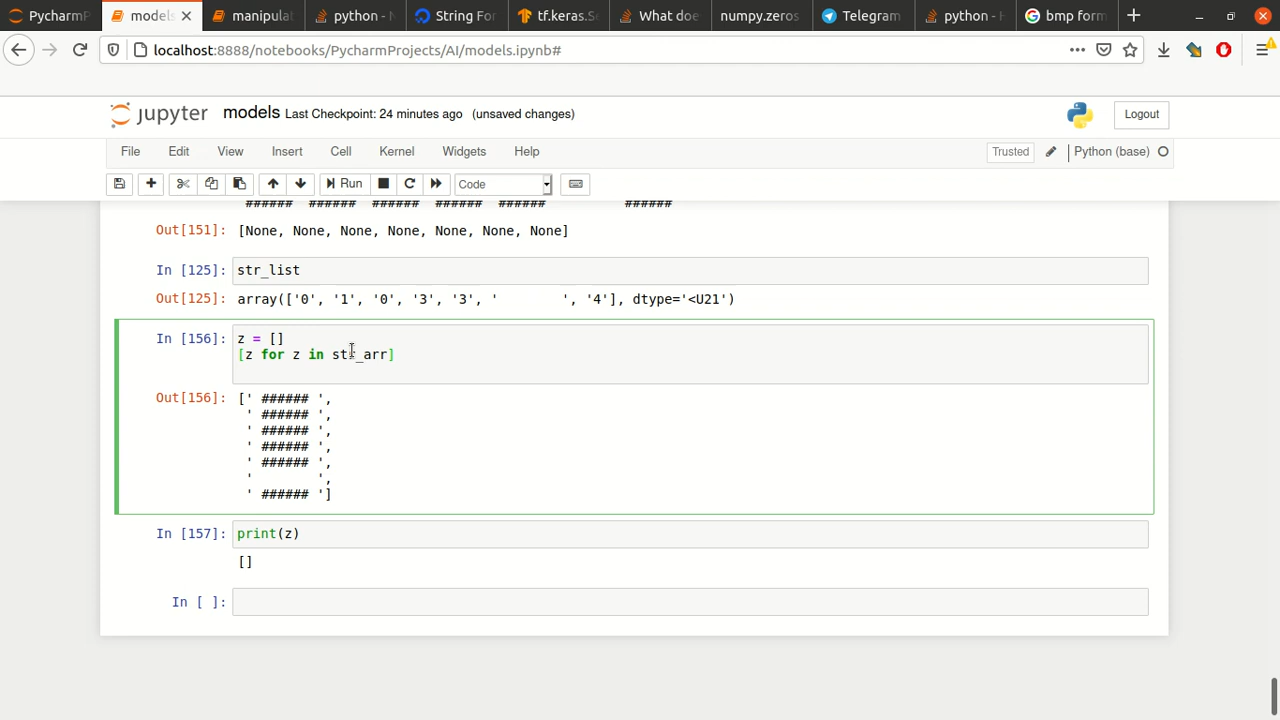 PycharmP models manipulat python - N String For tf.keras.Se What doe numpy.zeros Telegram python - H bmp form
localhost:8888/notebooks/PycharmProjects/AI/models.ipynb#
jupyter models Last Checkpoint: 24 minutes ago (unsaved changes) Logout
File Edit View Insert Cell Kernel Widgets Help Trusted Python (base)
Run Code
###### ###### ###### ###### ###### ######
Out[151]: [None, None, None, None, None, None, None]
In [125]: str_list
Out[125]: array(['0', '1', '0', '3', '3', '        ', '4'], dtype='<U21')
In [156]: z = []
[z for z in str_arr]
Out[156]: [' ###### ',
' ###### ',
' ###### ',
' ###### ',
' ###### ',
'        ',
' ###### ']
In [157]: print(z)
[]
In [ ]: